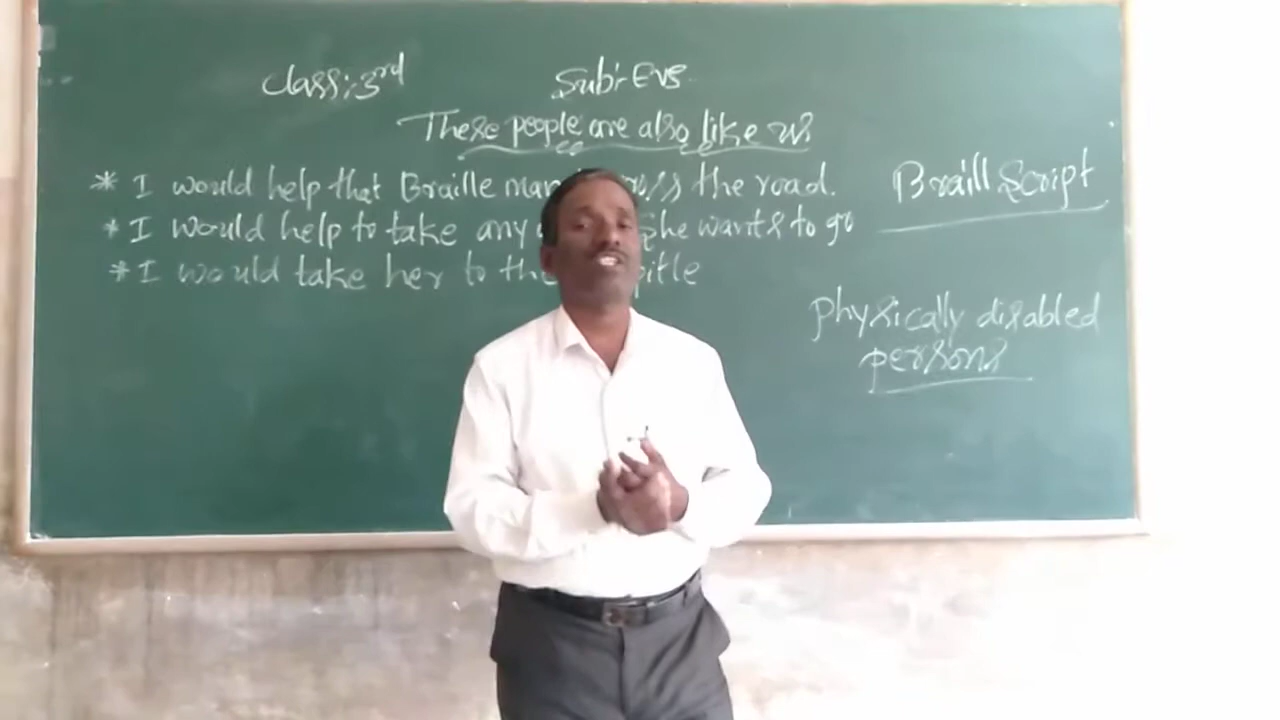 Class:- 3rd
Sub:- EVS
These people are also like us
* I would help that Braille man the road.
* I would help to take any she wants to go
* I would take her to the
Braill Script
physically disabled
persons